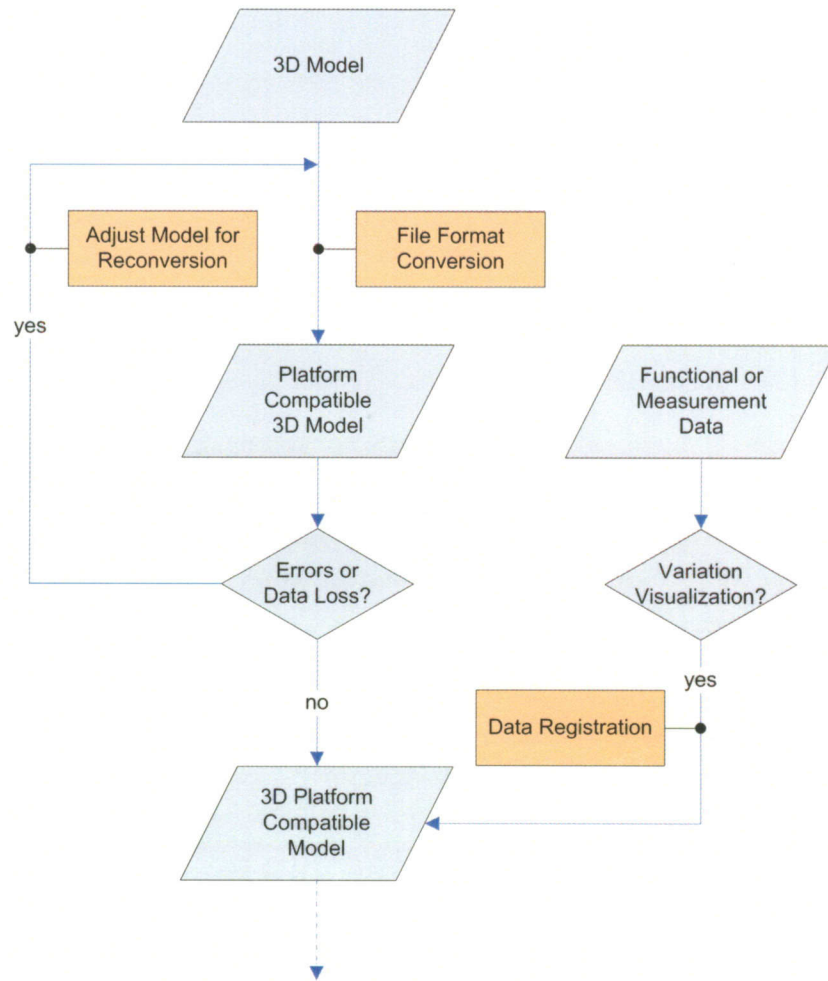 3D Model
Adjust Model for
Reconversion
File Format
Conversion
yes
Platform
Compatible
3D Model
Functional or
Measurement
Data
Errors or
Data Loss?
Variation
Visualization?
yes
no
Data Registration
3D Platform
Compatible
Model